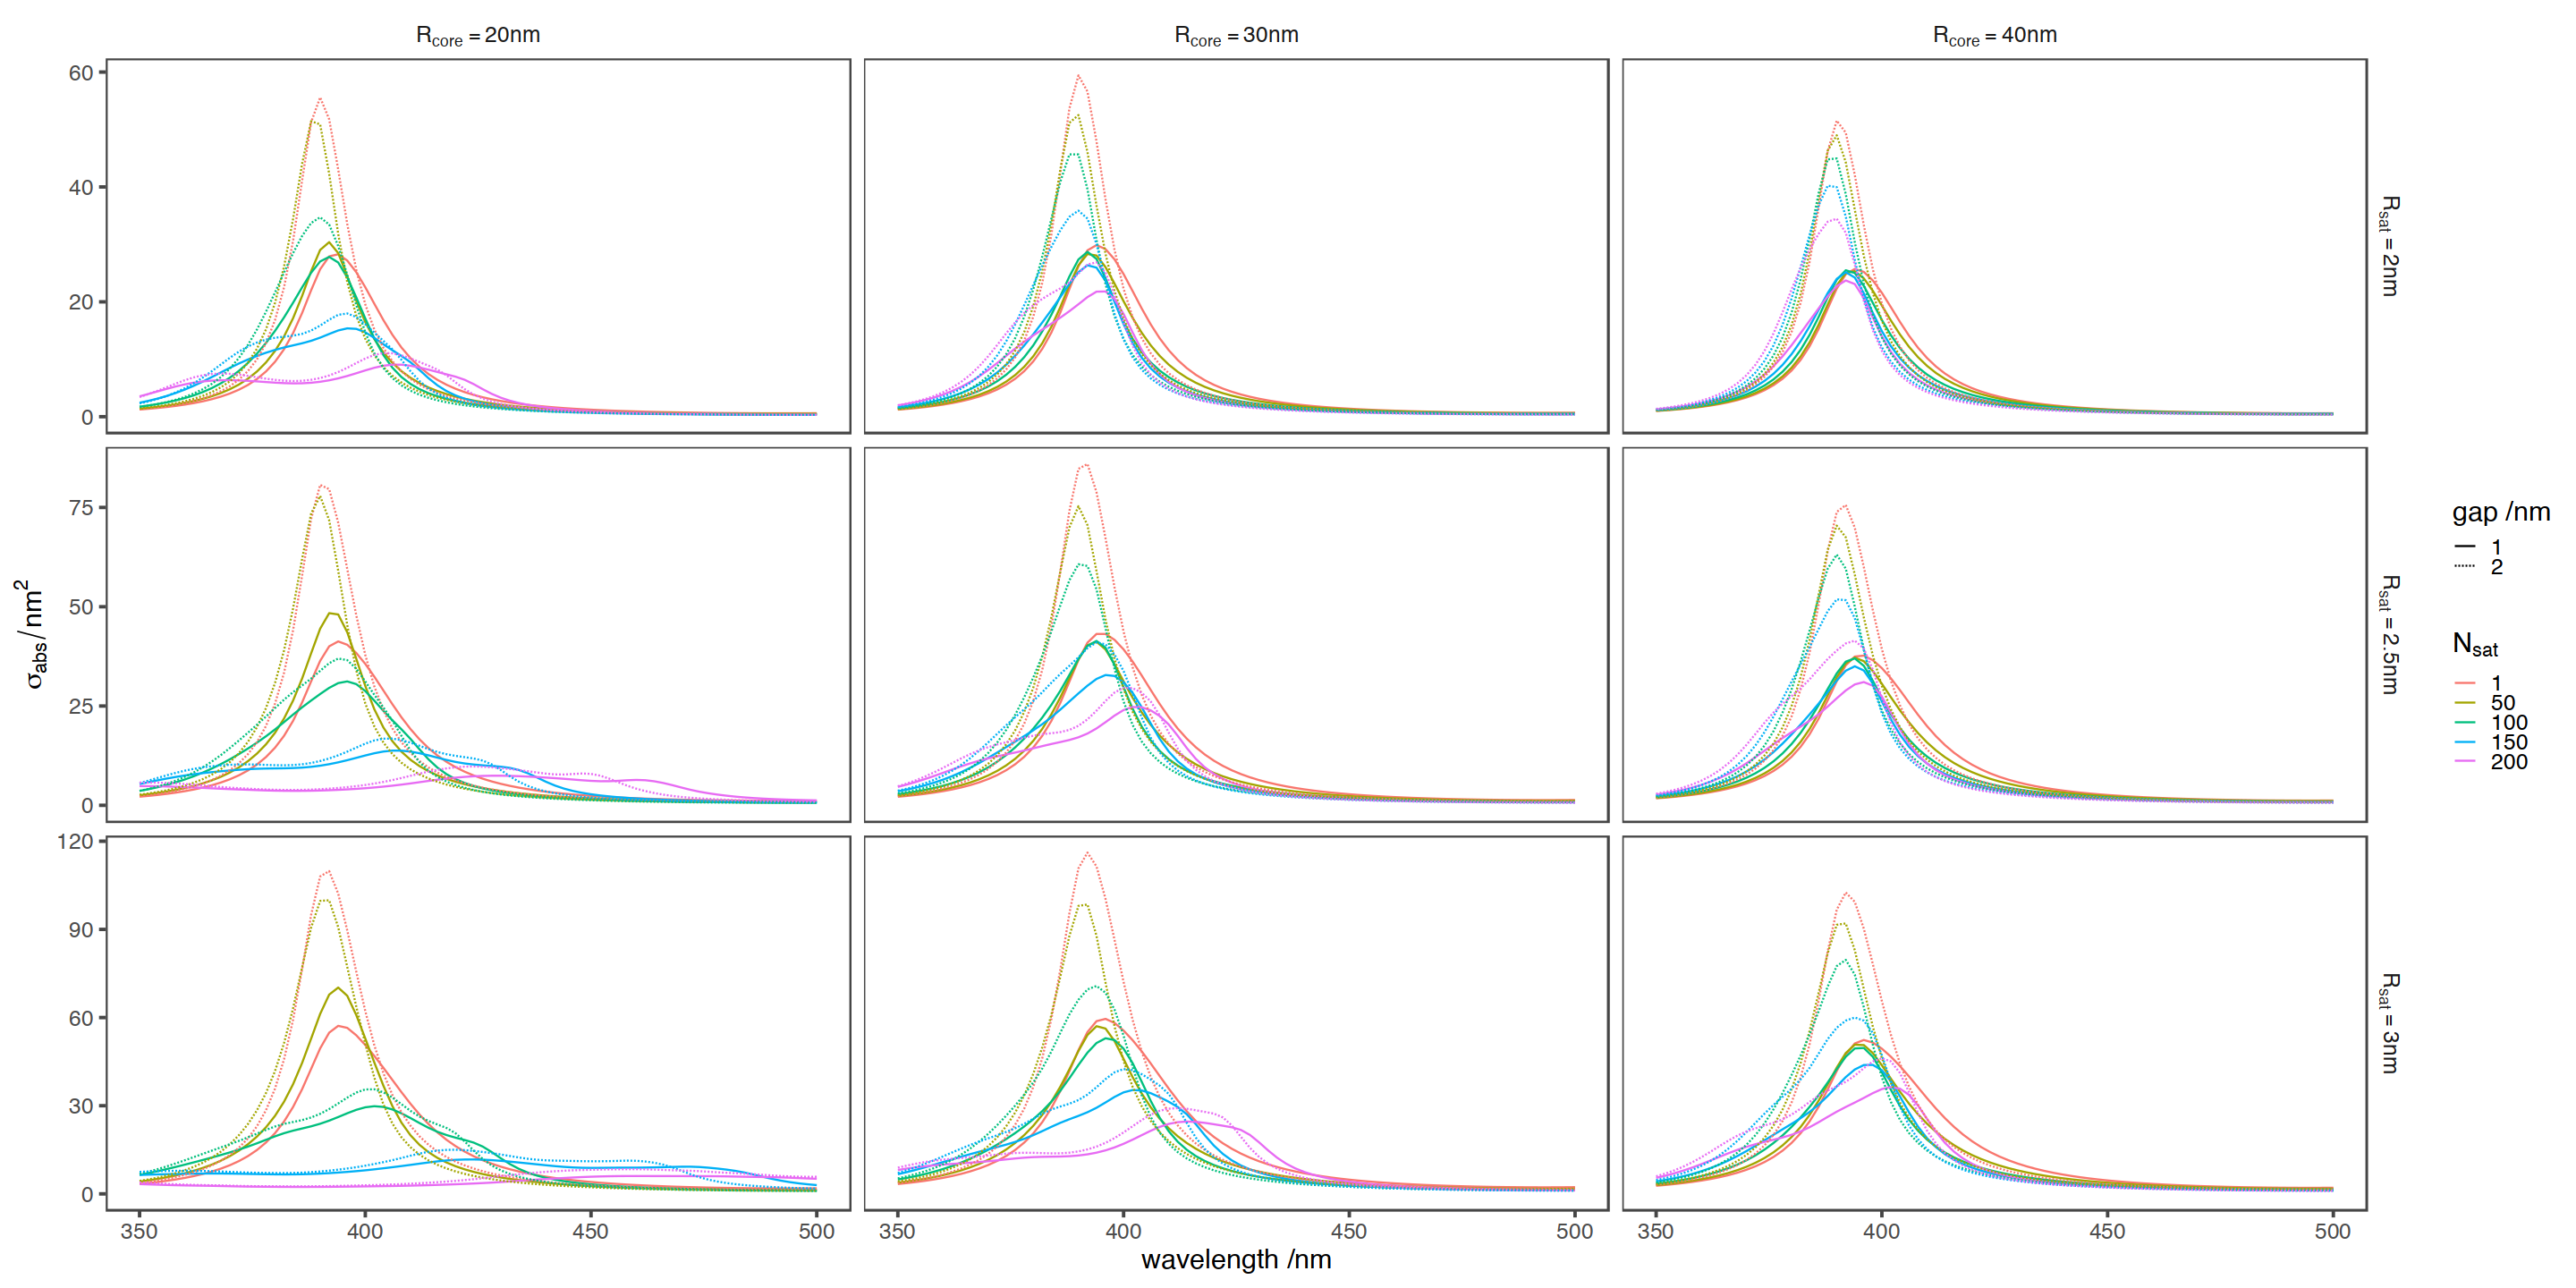 R_core = 20nm
R_core = 30nm
R_core = 40nm
60
40
20
0
R_sat = 2nm
75
50
25
0
R_sat = 2.5nm
120
90
60
30
0
R_sat = 3nm
350 400 450 500
350 400 450 500
350 400 450 500
wavelength /nm
σ_abs/nm²
gap /nm
1
2
N_sat
1
50
100
150
200